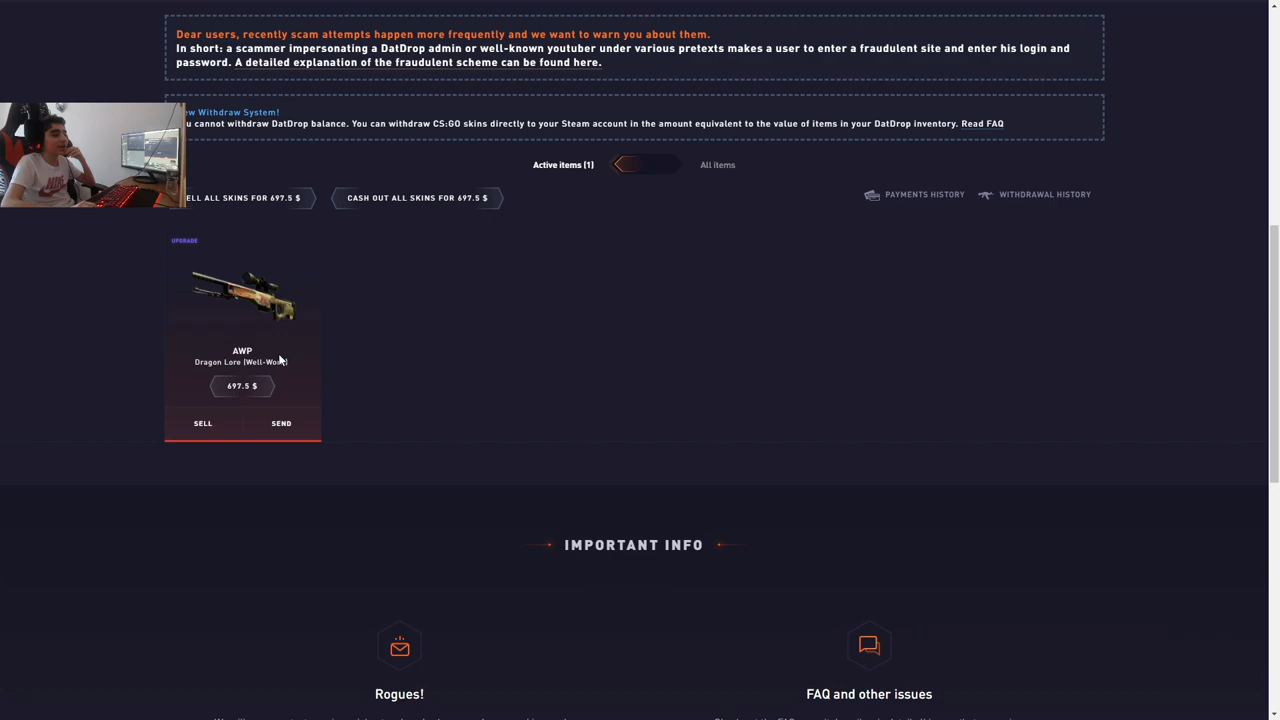 Dear users, recently scam attempts happen more frequently and we want to warn you about them.
In short: a scammer impersonating a DatDrop admin or well-known youtuber under various pretexts makes a user to enter a fraudulent site and enter his login and
password. A detailed explanation of the fraudulent scheme can be found here.
ew Withdraw System!
cannot withdraw DatDrop balance. You can withdraw CS:GO skins directly to your Steam account in the amount equivalent to the value of items in your DatDrop inventory. Read FAQ
Active items (1) All items
ELL ALL SKINS FOR 697.5 $ CASH OUT ALL SKINS FOR 697.5 $ PAYMENTS HISTORY WITHDRAWAL HISTORY
UPGRADE
AWP
Dragon Lore (Well-Worn)
697.5 $
SELL SEND
IMPORTANT INFO
Rogues! FAQ and other issues